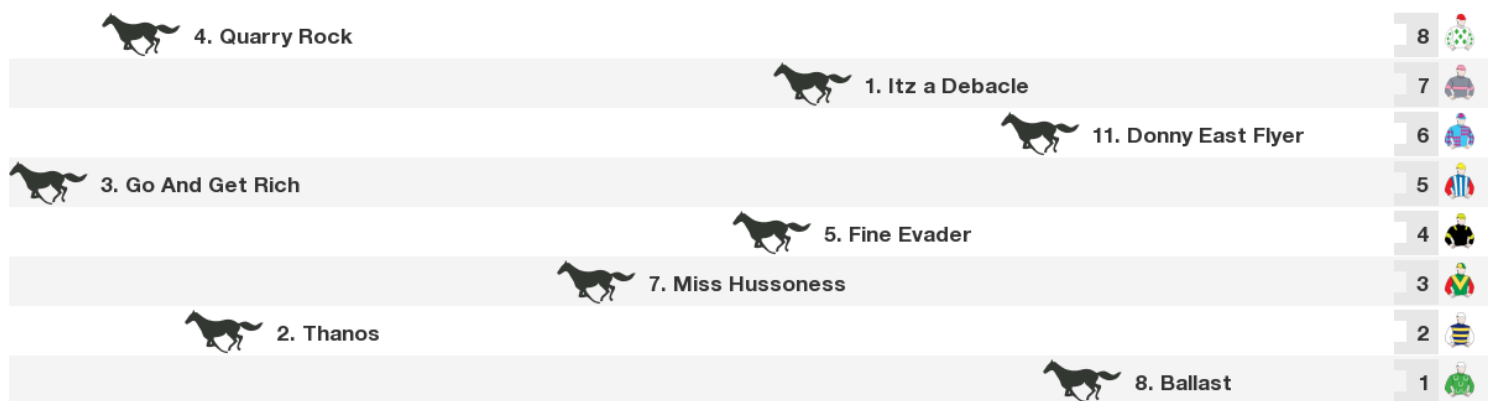 4. Quarry Rock 8
1. Itz a Debacle 7
11. Donny East Flyer 6
3. Go And Get Rich 5
5. Fine Evader 4
7. Miss Hussoness 3
2. Thanos 2
8. Ballast 1